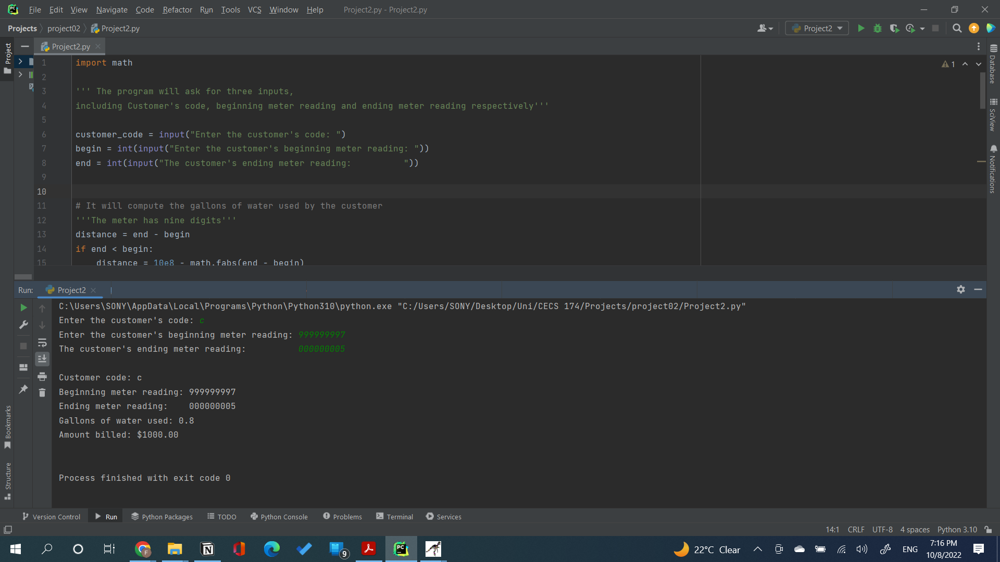 File Edit View Navigate Code Refactor Run Tools VCS Window Help Project2.py - Project2.py
Projects project02 Project2.py Project2
Project
Project2.py
1 import math
1
2
3 ''' The program will ask for three inputs,
4 including Customer's code, beginning meter reading and ending meter reading respectively'''
5
6 customer_code = input("Enter the customer's code: ")
7 begin = int(input("Enter the customer's beginning meter reading: "))
8 end = int(input("The customer's ending meter reading:          "))
9
10
11 # It will compute the gallons of water used by the customer
12 '''The meter has nine digits'''
13 distance = end - begin
14 if end < begin:
15     distance = 10e8 - math.fabs(end - begin)
Database
SciView
Notifications
Run: Project2
C:\Users\SONY\AppData\Local\Programs\Python\Python310\python.exe "C:/Users/SONY/Desktop/Uni/CECS 174/Projects/project02/Project2.py"
Enter the customer's code: c
Enter the customer's beginning meter reading: 999999997
The customer's ending meter reading:          000000005
Customer code: c
Beginning meter reading: 999999997
Ending meter reading:    000000005
Gallons of water used: 0.8
Amount billed: $1000.00
Process finished with exit code 0
Bookmarks
Structure
Version Control Run Python Packages TODO Python Console Problems Terminal Services
14:1 CRLF UTF-8 4 spaces Python 3.10
PC F N 9 22°C Clear ENG 7:16 PM
10/8/2022